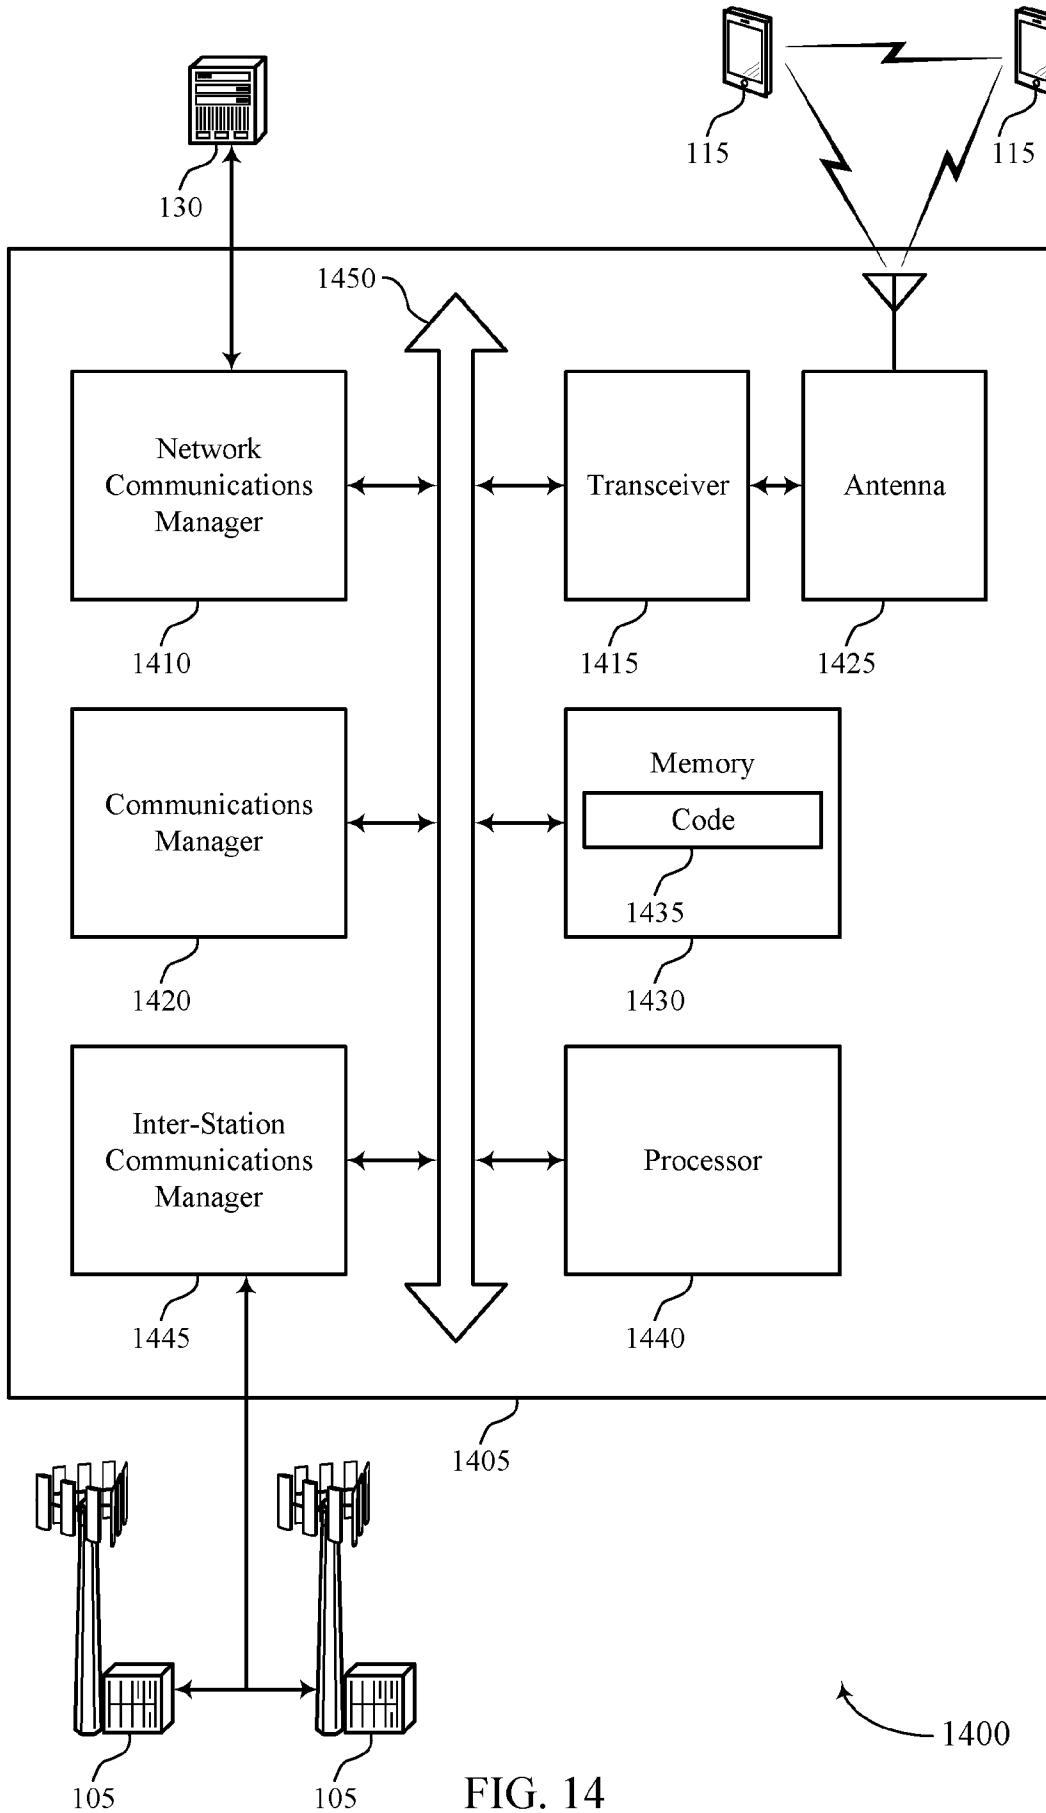 115
115
130
1450
Network
Communications
Manager
Transceiver
Antenna
1410
1415
1425
Communications
Manager
Memory
Code
1435
1420
1430
Inter-Station
Communications
Manager
Processor
1445
1440
1405
1400
105
105
FIG. 14